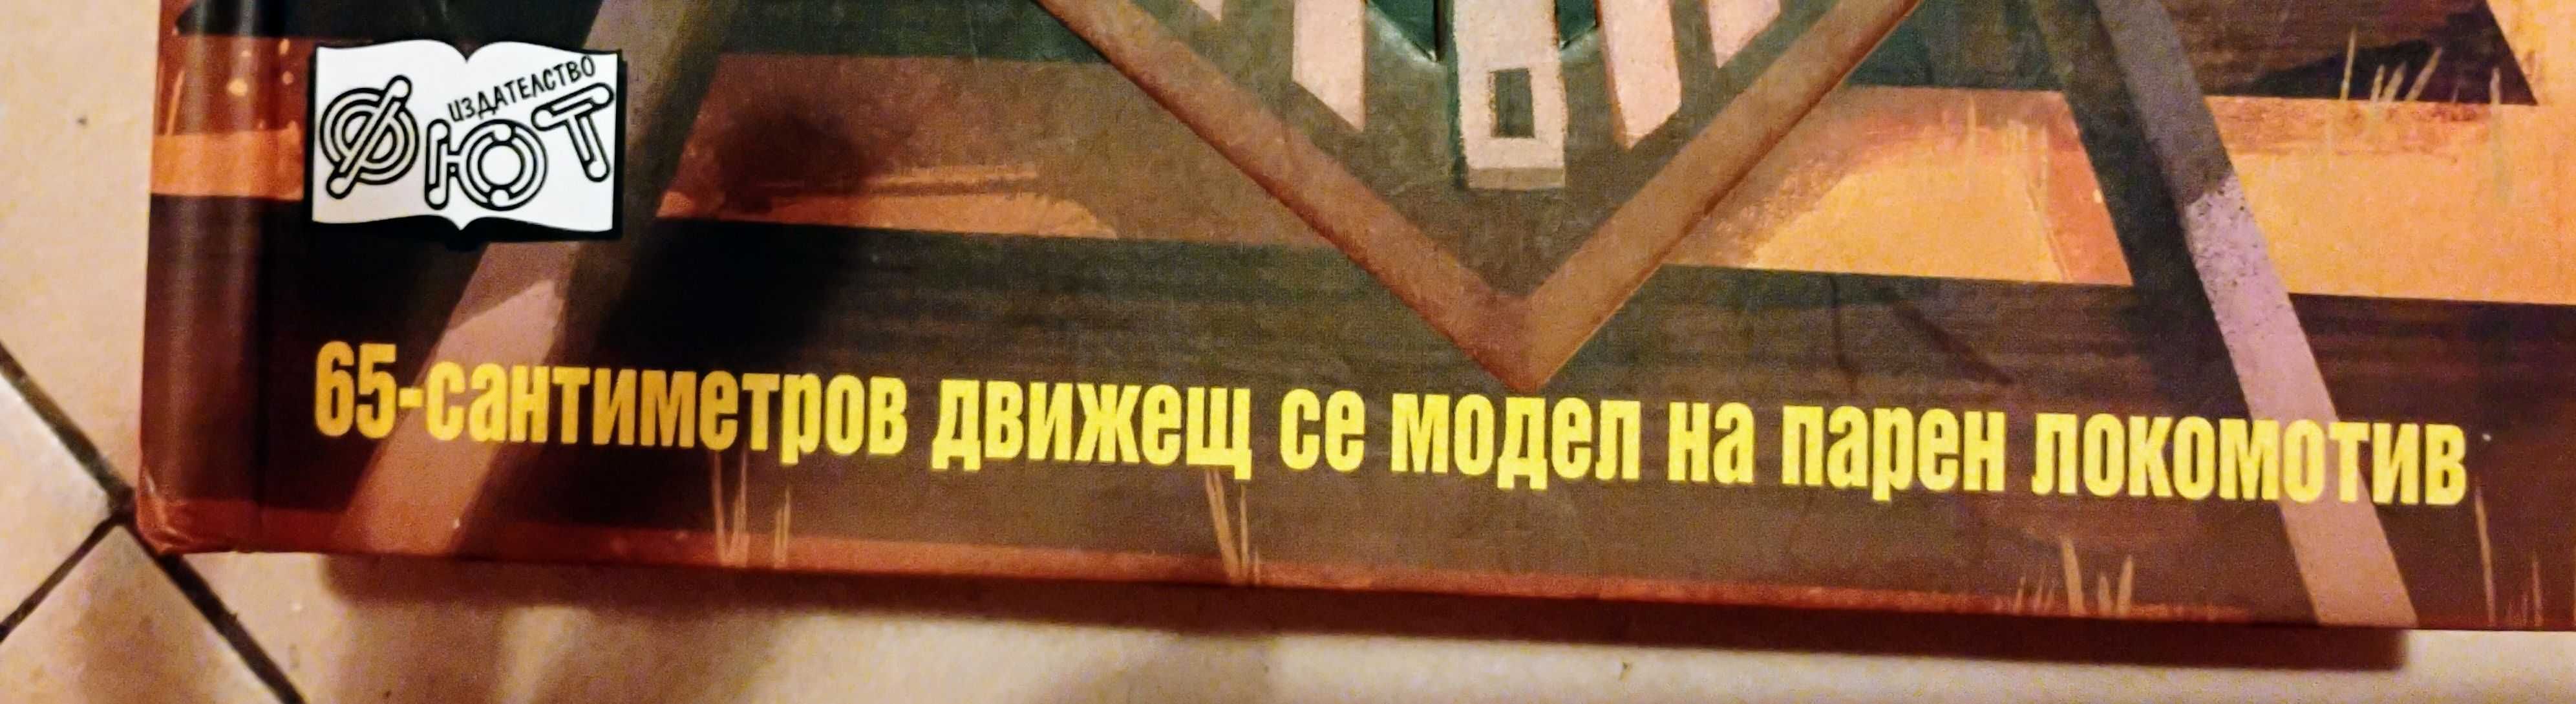 ИЗДАТЕЛСТВО
ФЮТ
65-сантиметров движещ се модел на парен локомотив